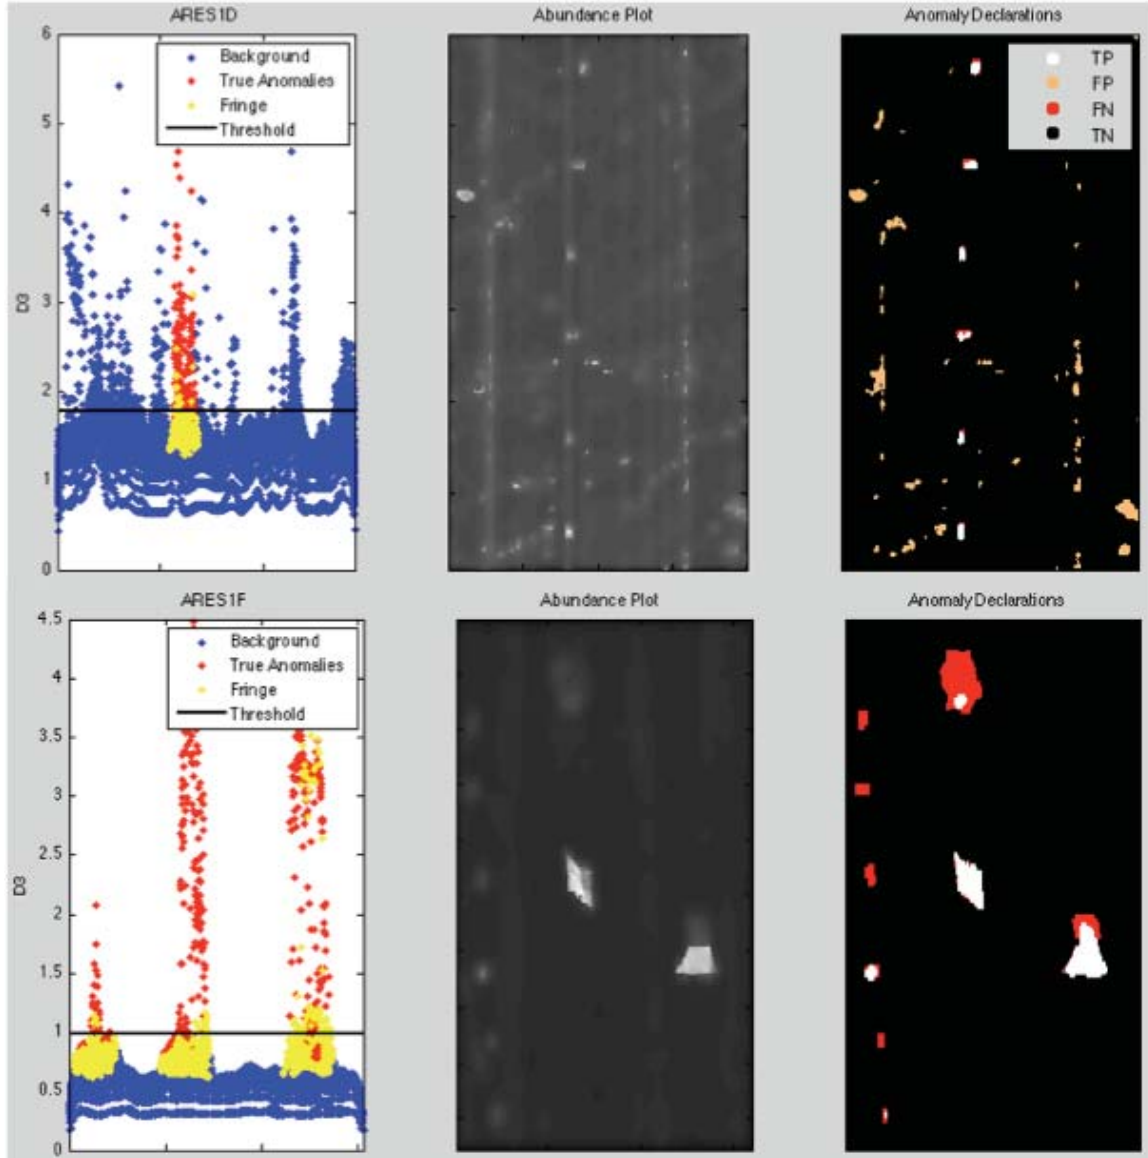 ARES1D
Abundance Plot
Anomaly Declarations
6
5
4
3
2
1
0
D3
Background
True Anomalies
Fringe
Threshold
TP
FP
FN
TN
ARES1F
Abundance Plot
Anomaly Declarations
4.5
4
3.5
3
2.5
2
1.5
1
0.5
0
D3
Background
True Anomalies
Fringe
Threshold